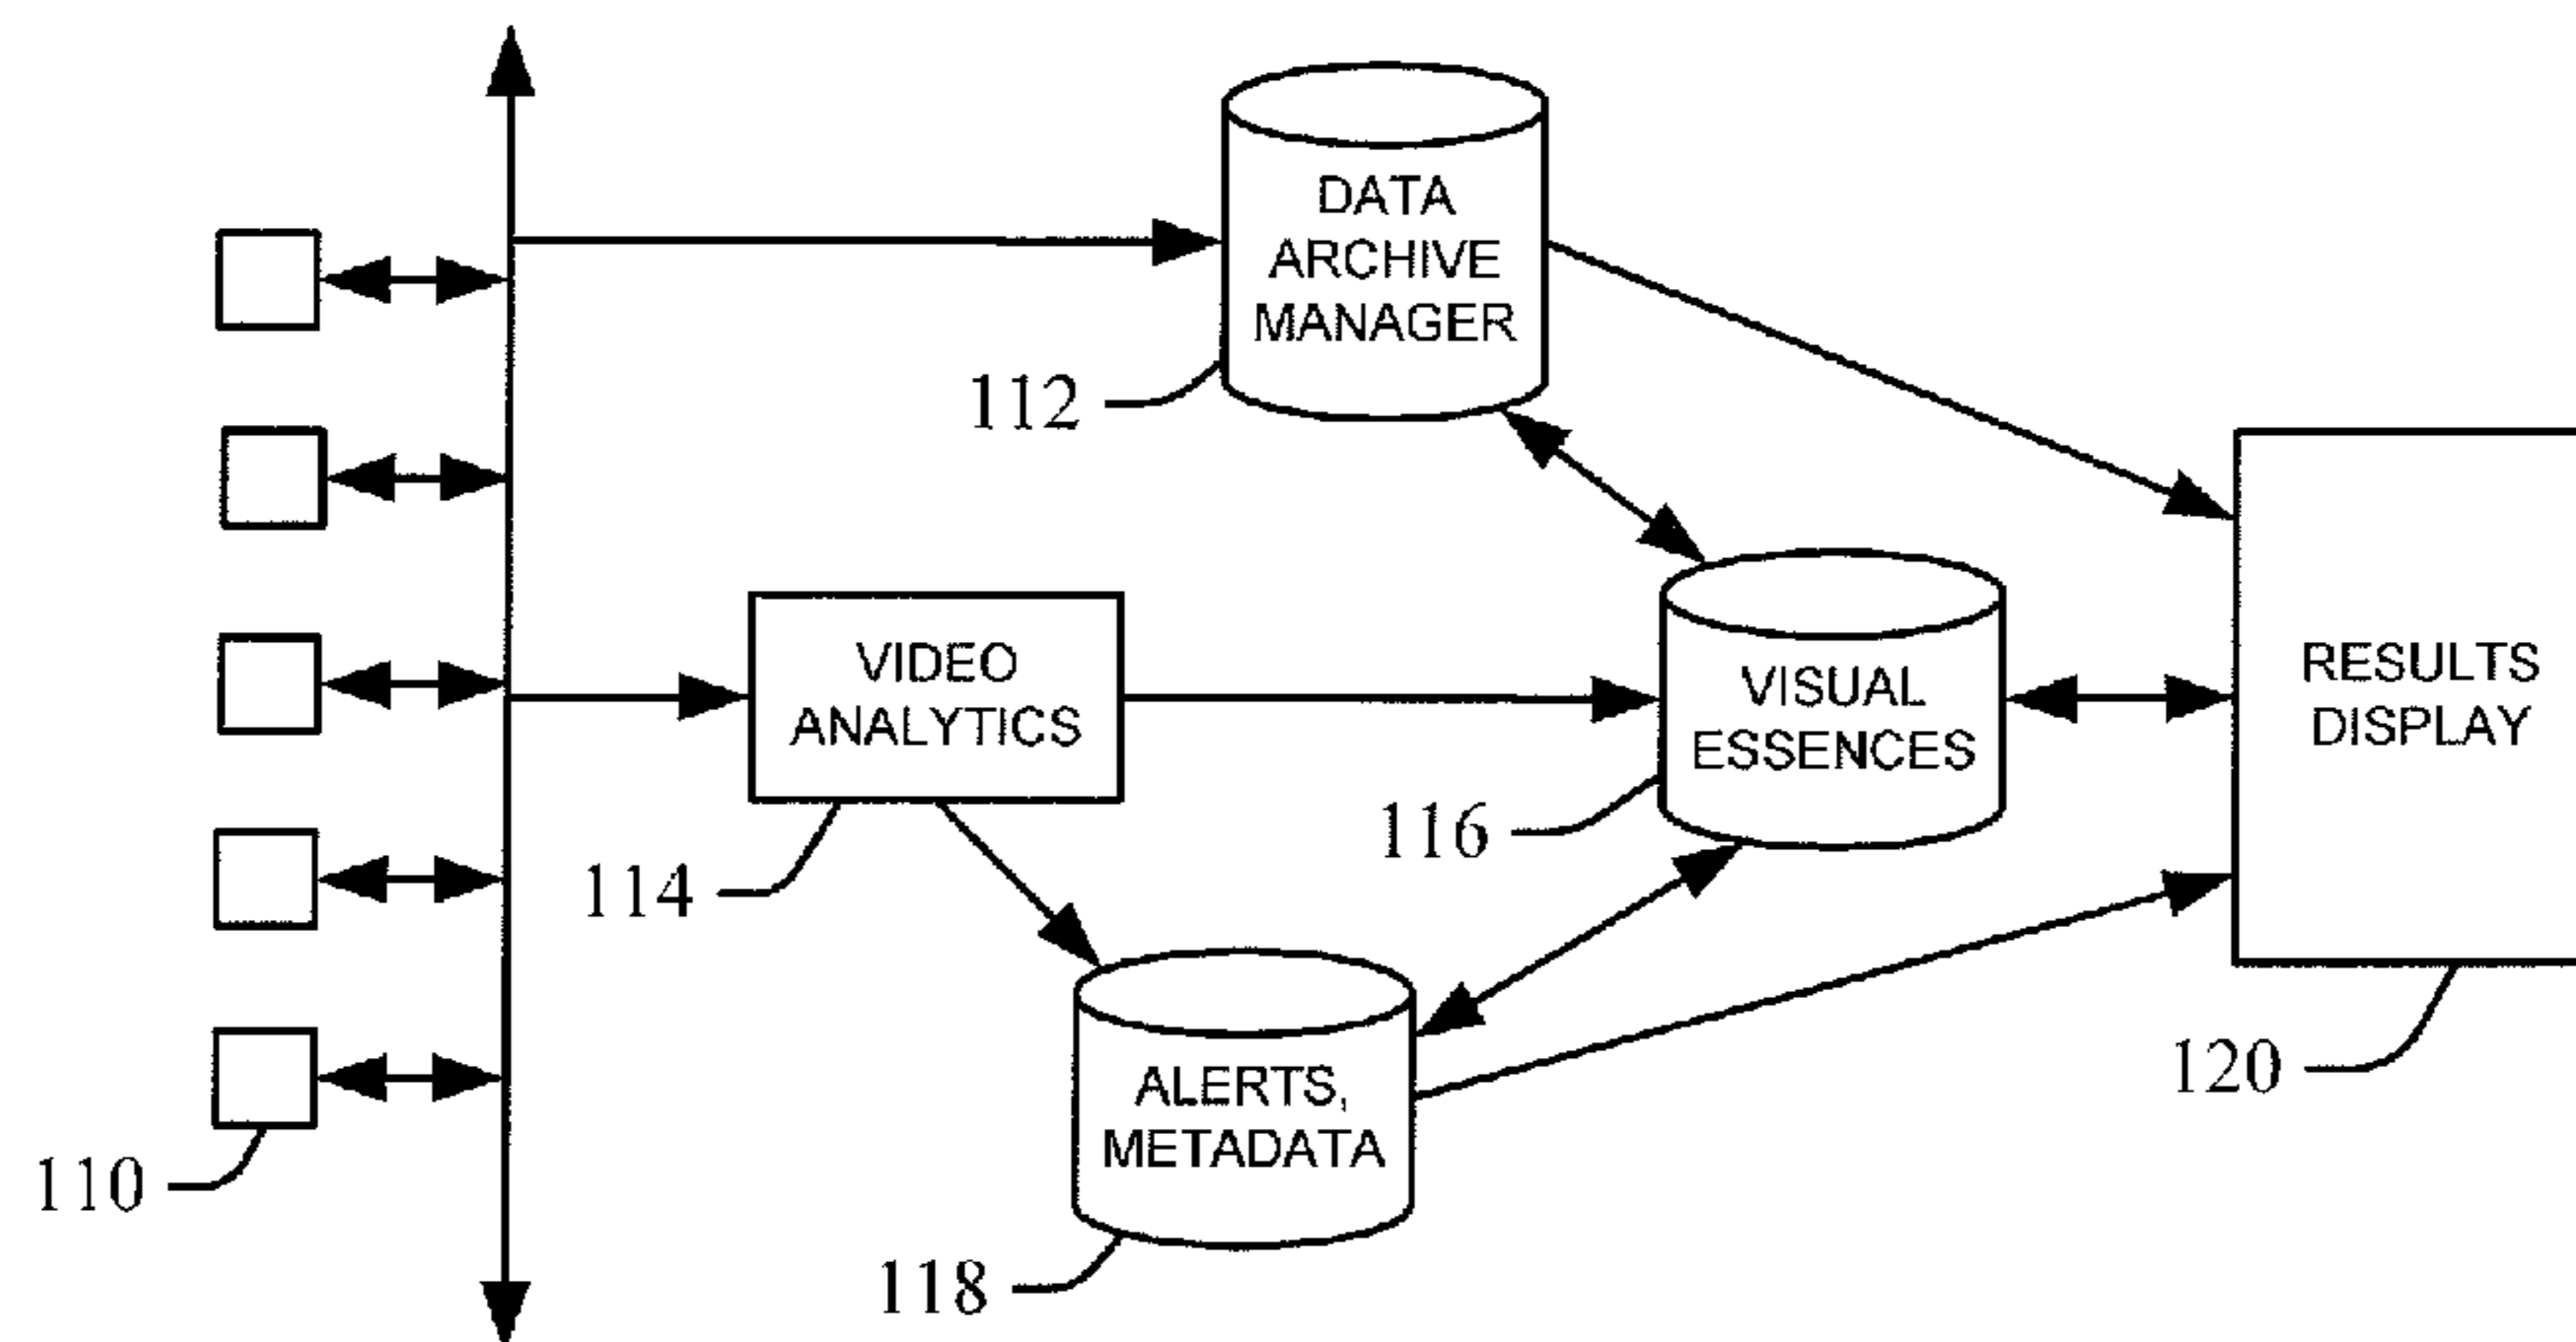 DATA
ARCHIVE
MANAGER
112
VIDEO
ANALYTICS
114
VISUAL
ESSENCES
116
RESULTS
DISPLAY
120
ALERTS,
METADATA
118
110